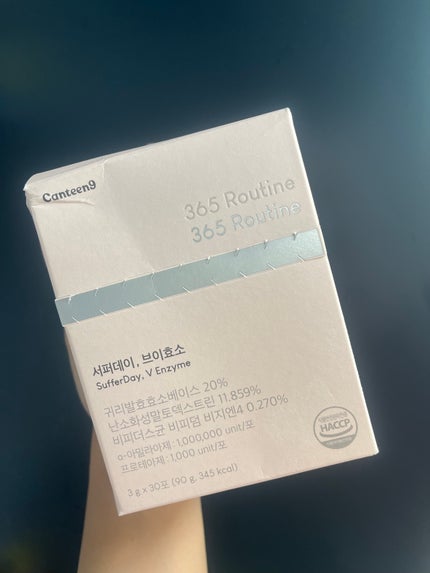 Canteen9
365 Routine
365 Routine
서퍼데이, 브이효소
SufferDay, V Enzyme
귀리발효효소베이스 20%
난소화성말토덱스트린 11.859%
비피더스균 비피덤 비지엔4 0.270%
α-아밀라아제 : 1,000,000 unit/포
프로테아제 : 1,000 unit/포
3 g x 30포 (90 g, 345 kcal)
HACCP